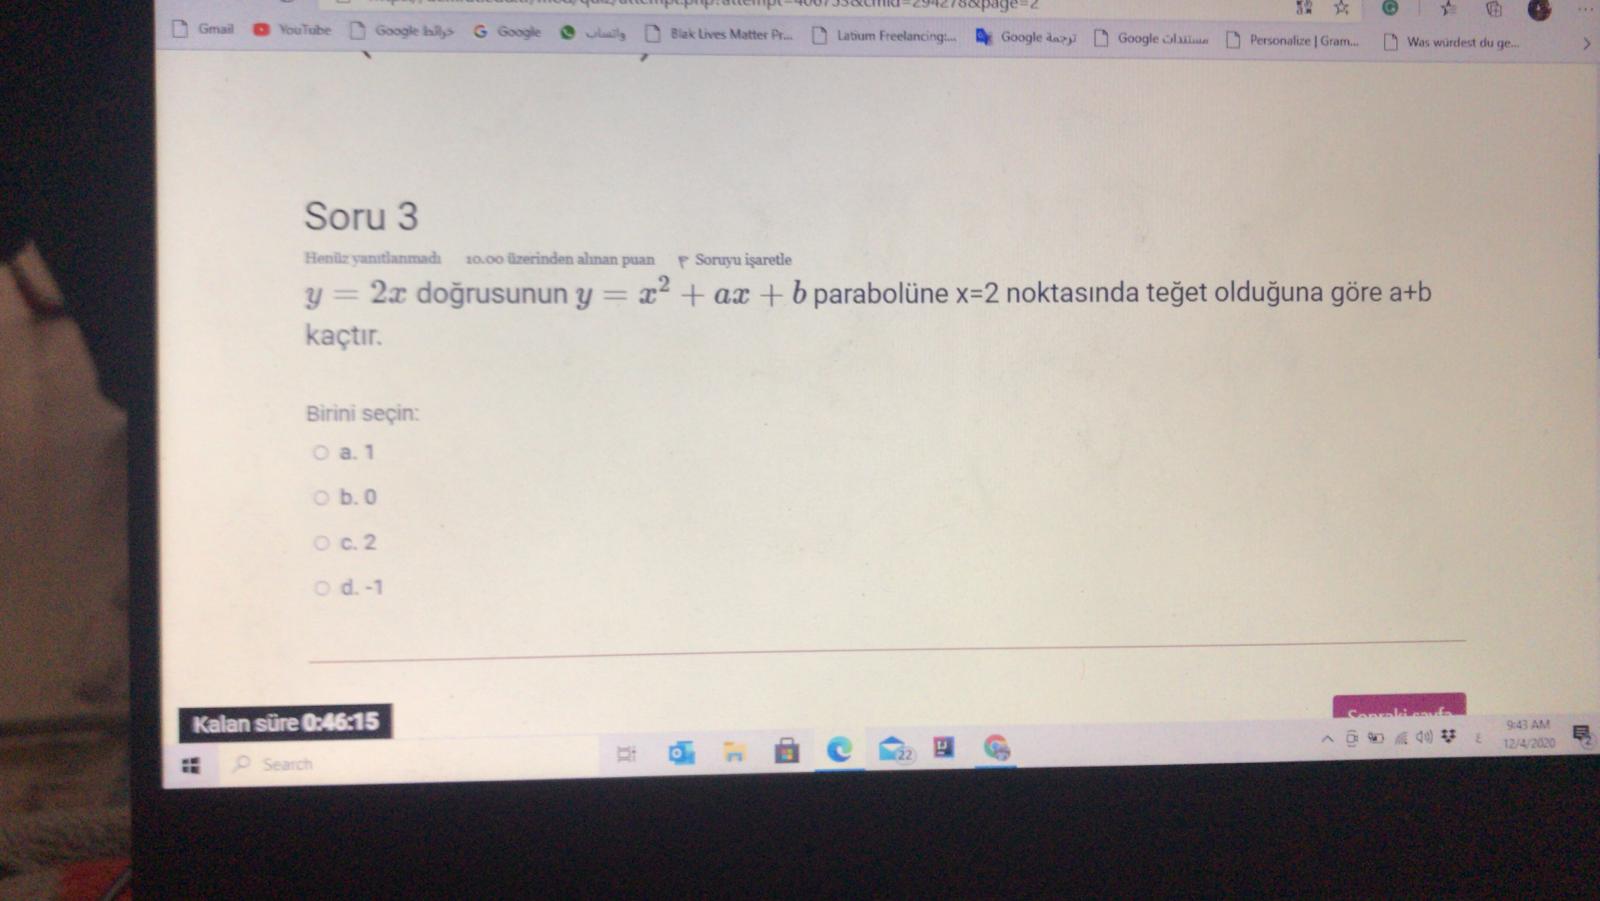 Gmail YouTube Google خرائط Google واتساب Blak Lives Matter Pr... Latium Freelancing:... Google ترجمة Google مستندات Personalize | Gram... Was würdest du ge...
Soru 3
Henüz yanıtlanmadı 10.00 üzerinden alınan puan Soruyu işaretle
y = 2x doğrusunun y = x² + ax + b parabolüne x=2 noktasında teğet olduğuna göre a+b
kaçtır.
Birini seçin:
a. 1
b. 0
c. 2
d. -1
Sonraki sayfa
Kalan süre 0:46:15
Search
22
9:43 AM
12/4/2020
2